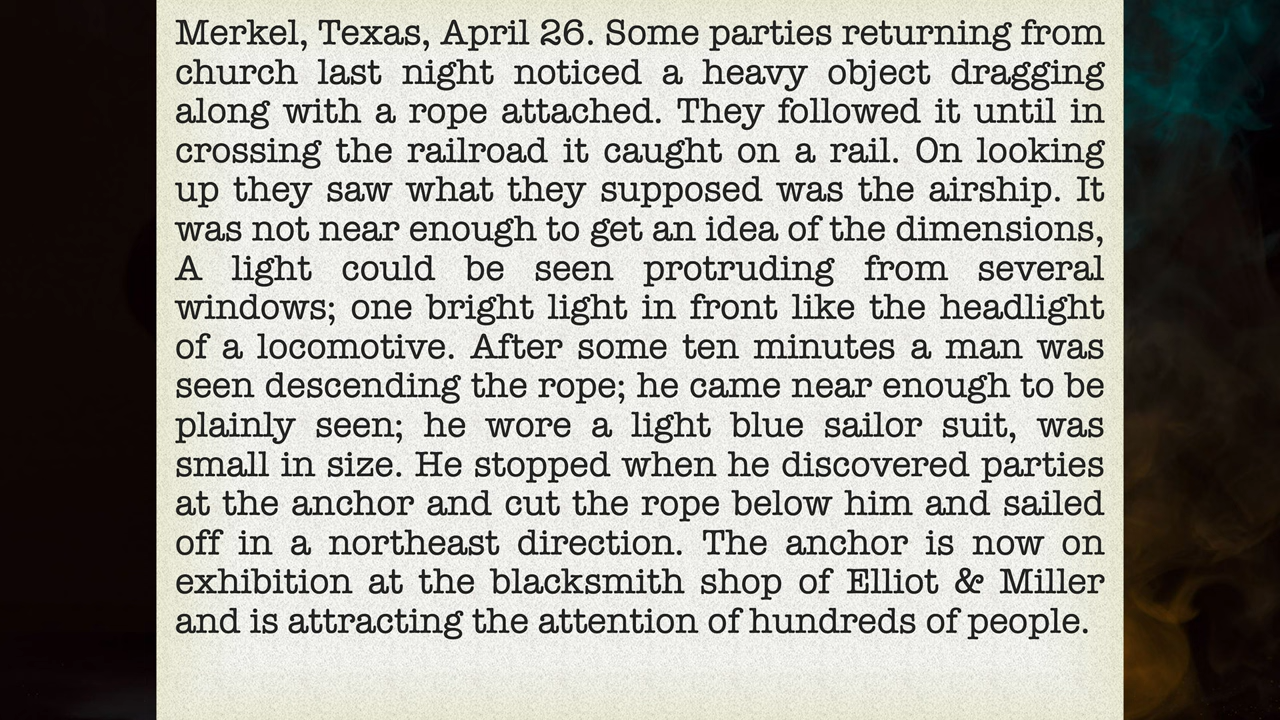 Merkel, Texas, April 26. Some parties returning from
church last night noticed a heavy object dragging
along with a rope attached. They followed it until in
crossing the railroad it caught on a rail. On looking
up they saw what they supposed was the airship. It
was not near enough to get an idea of the dimensions,
A light could be seen protruding from several
windows; one bright light in front like the headlight
of a locomotive. After some ten minutes a man was
seen descending the rope; he came near enough to be
plainly seen; he wore a light blue sailor suit, was
small in size. He stopped when he discovered parties
at the anchor and cut the rope below him and sailed
off in a northeast direction. The anchor is now on
exhibition at the blacksmith shop of Elliot & Miller
and is attracting the attention of hundreds of people.